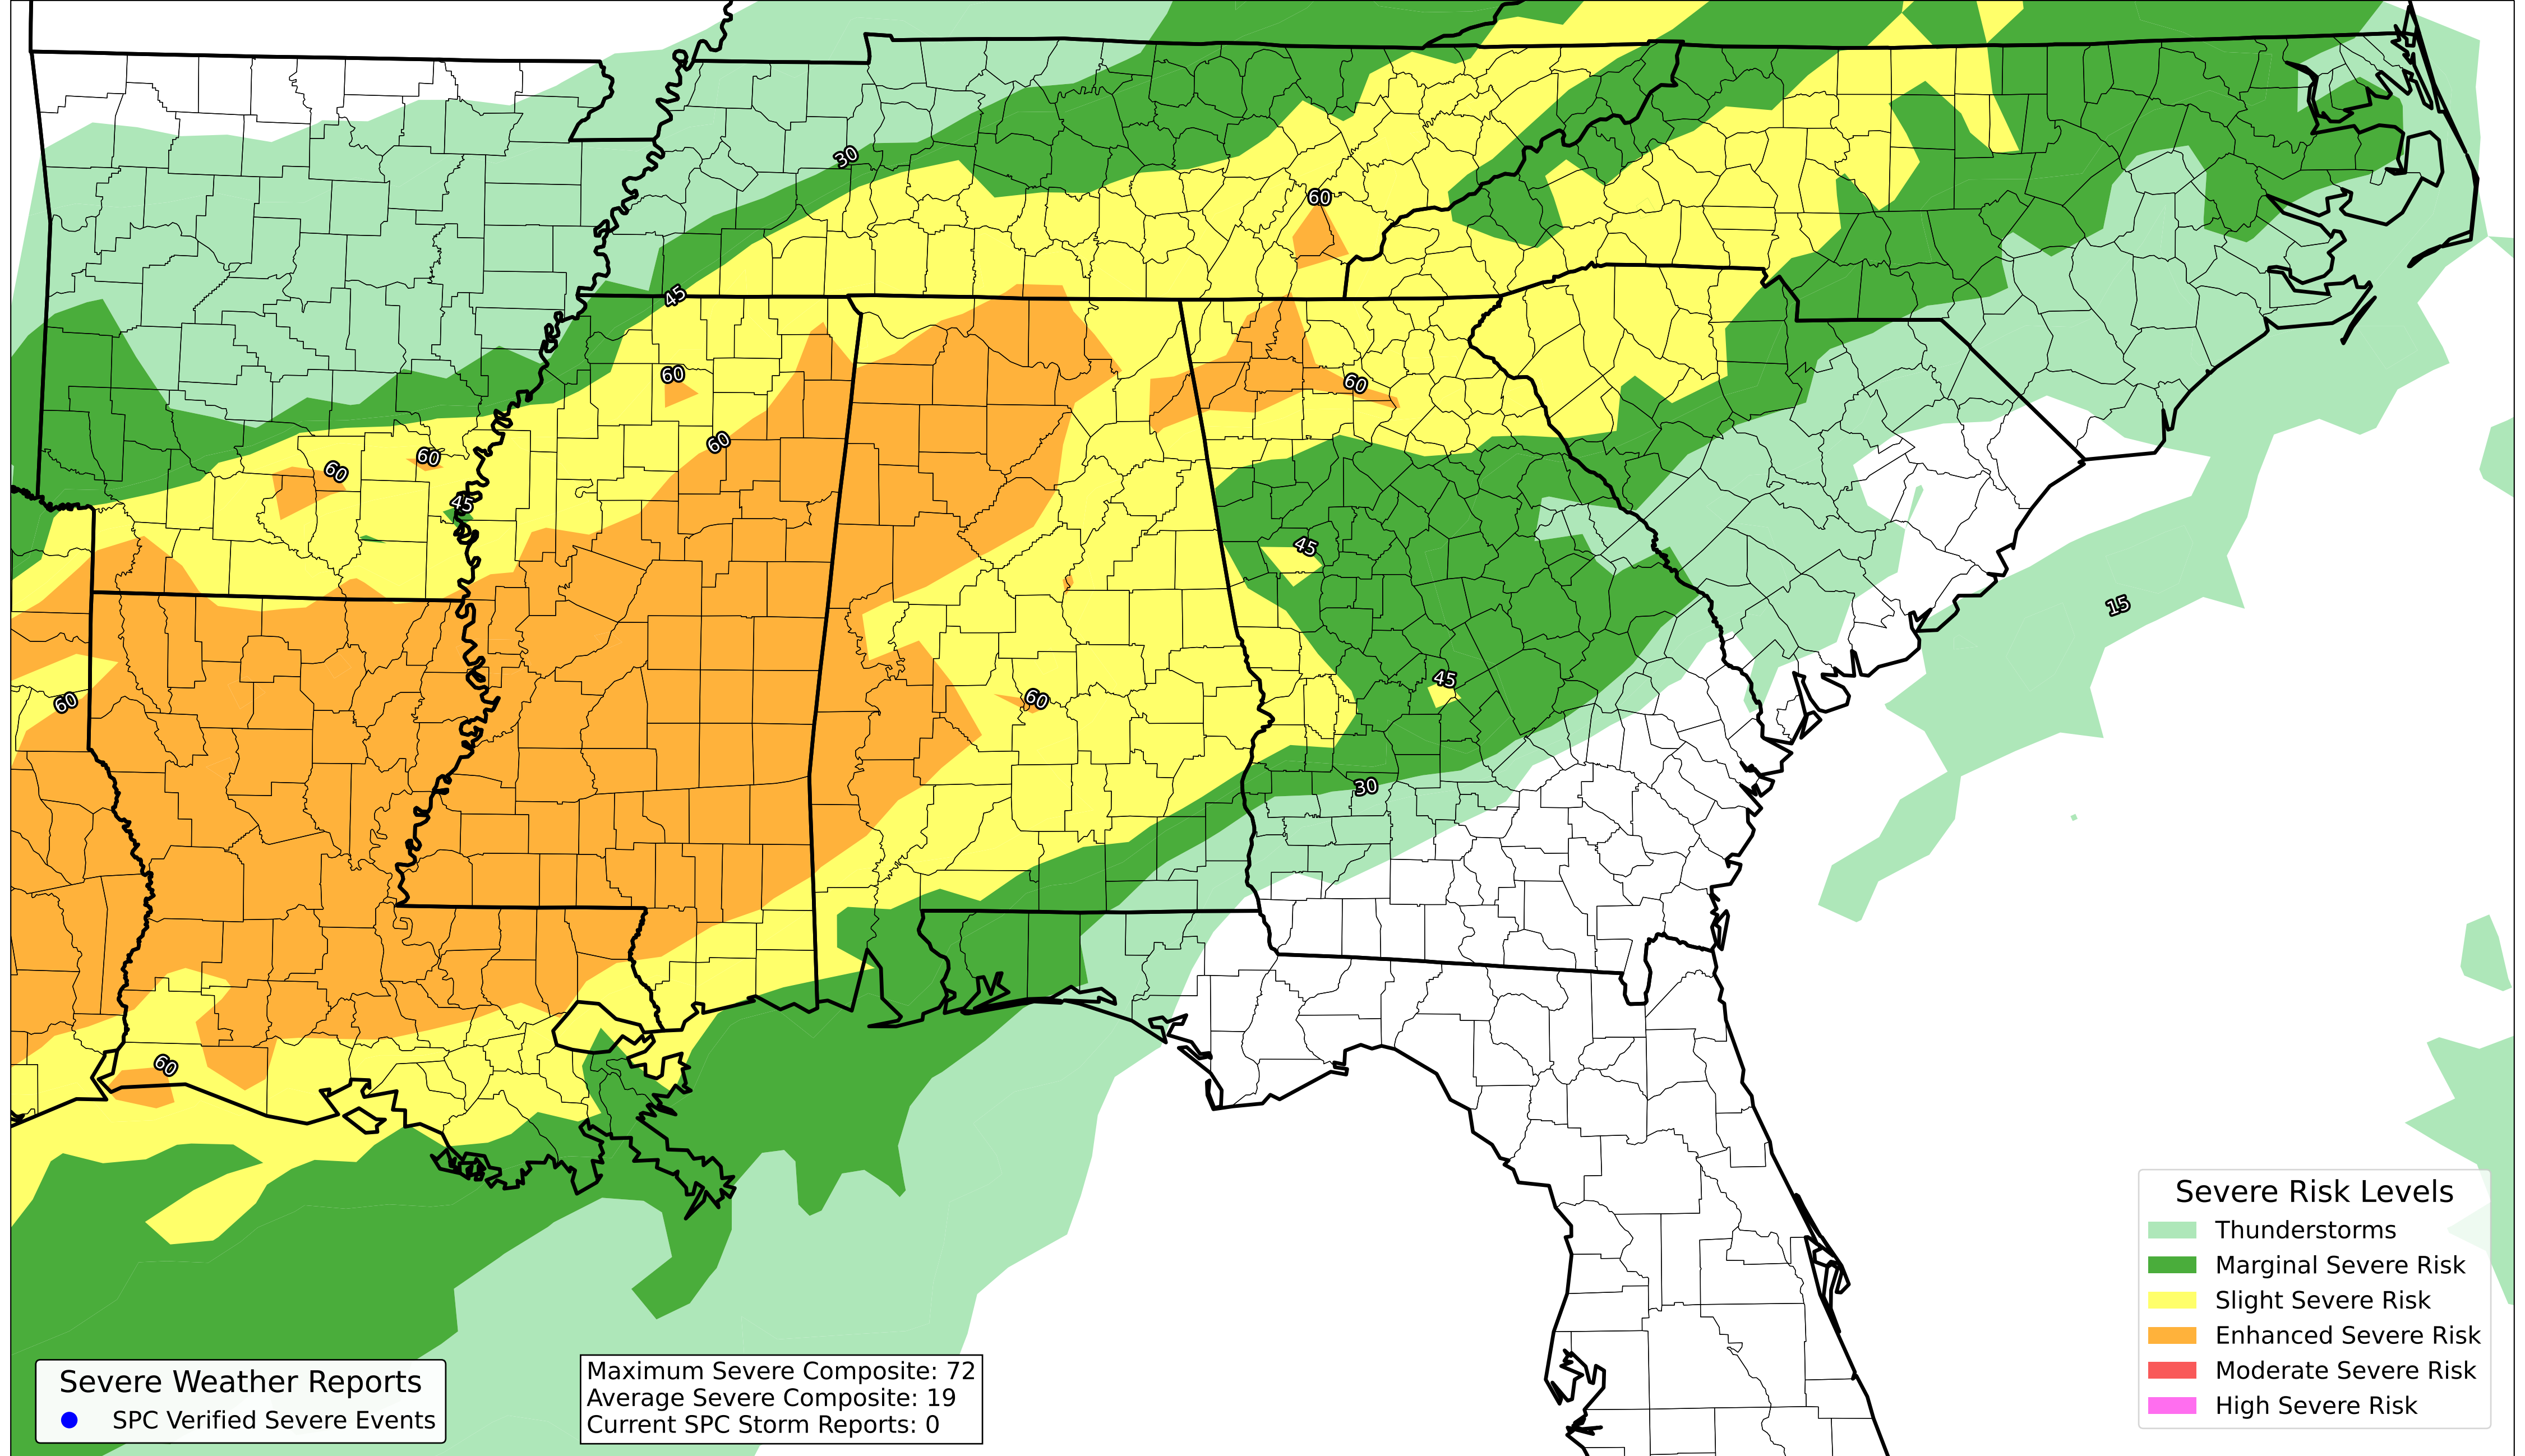 30
60
45
60
60
60
60
60
45
45
15
45
60
60
30
60
Severe Risk Levels
Thunderstorms
Marginal Severe Risk
Slight Severe Risk
Enhanced Severe Risk
Moderate Severe Risk
High Severe Risk
Severe Weather Reports
SPC Verified Severe Events
Maximum Severe Composite: 72
Average Severe Composite: 19
Current SPC Storm Reports: 0